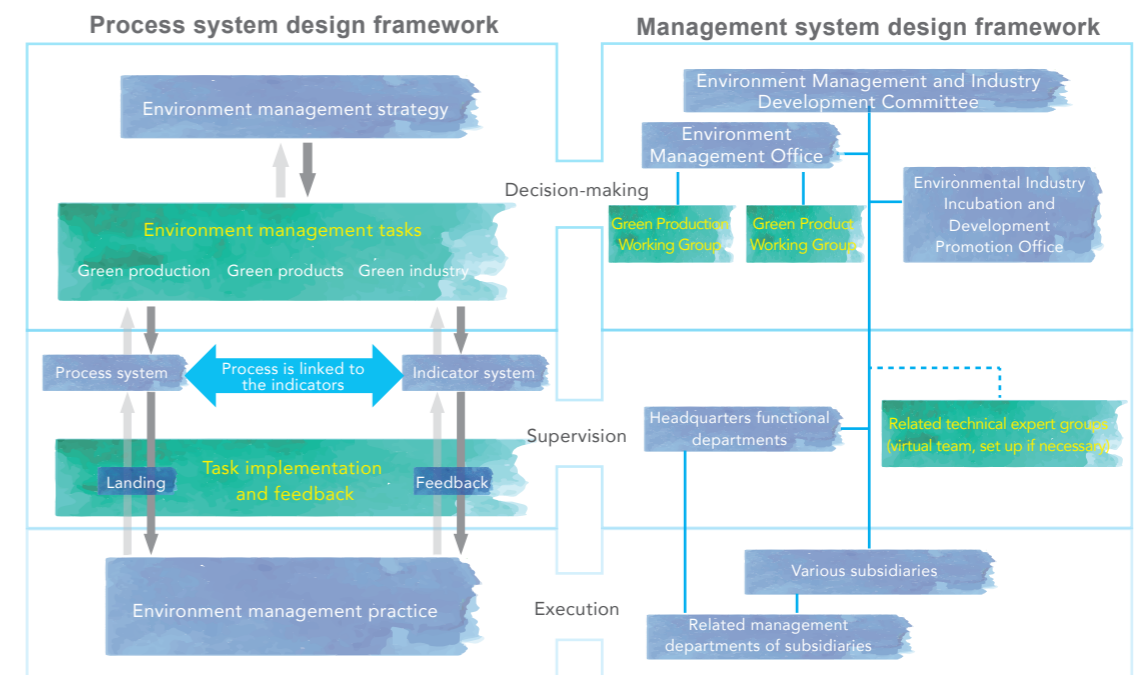 Process system design framework
Environment management strategy
Environment management tasks
Green production
Green products
Green industry
Process system
Process is linked to
the indicators
Indicator system
Landing
Task implementation
and feedback
Feedback
Environment management practice
Decision-making
Supervision
Execution
Management system design framework
Environment Management and Industry
Development Committee
Environment
Management Office
Green Production
Working Group
Green Product
Working Group
Environmental Industry
Incubation and
Development
Promotion Office
Headquarters functional
departments
Related technical expert groups
(virtual team, set up if necessary)
Various subsidiaries
Related management
departments of subsidiaries